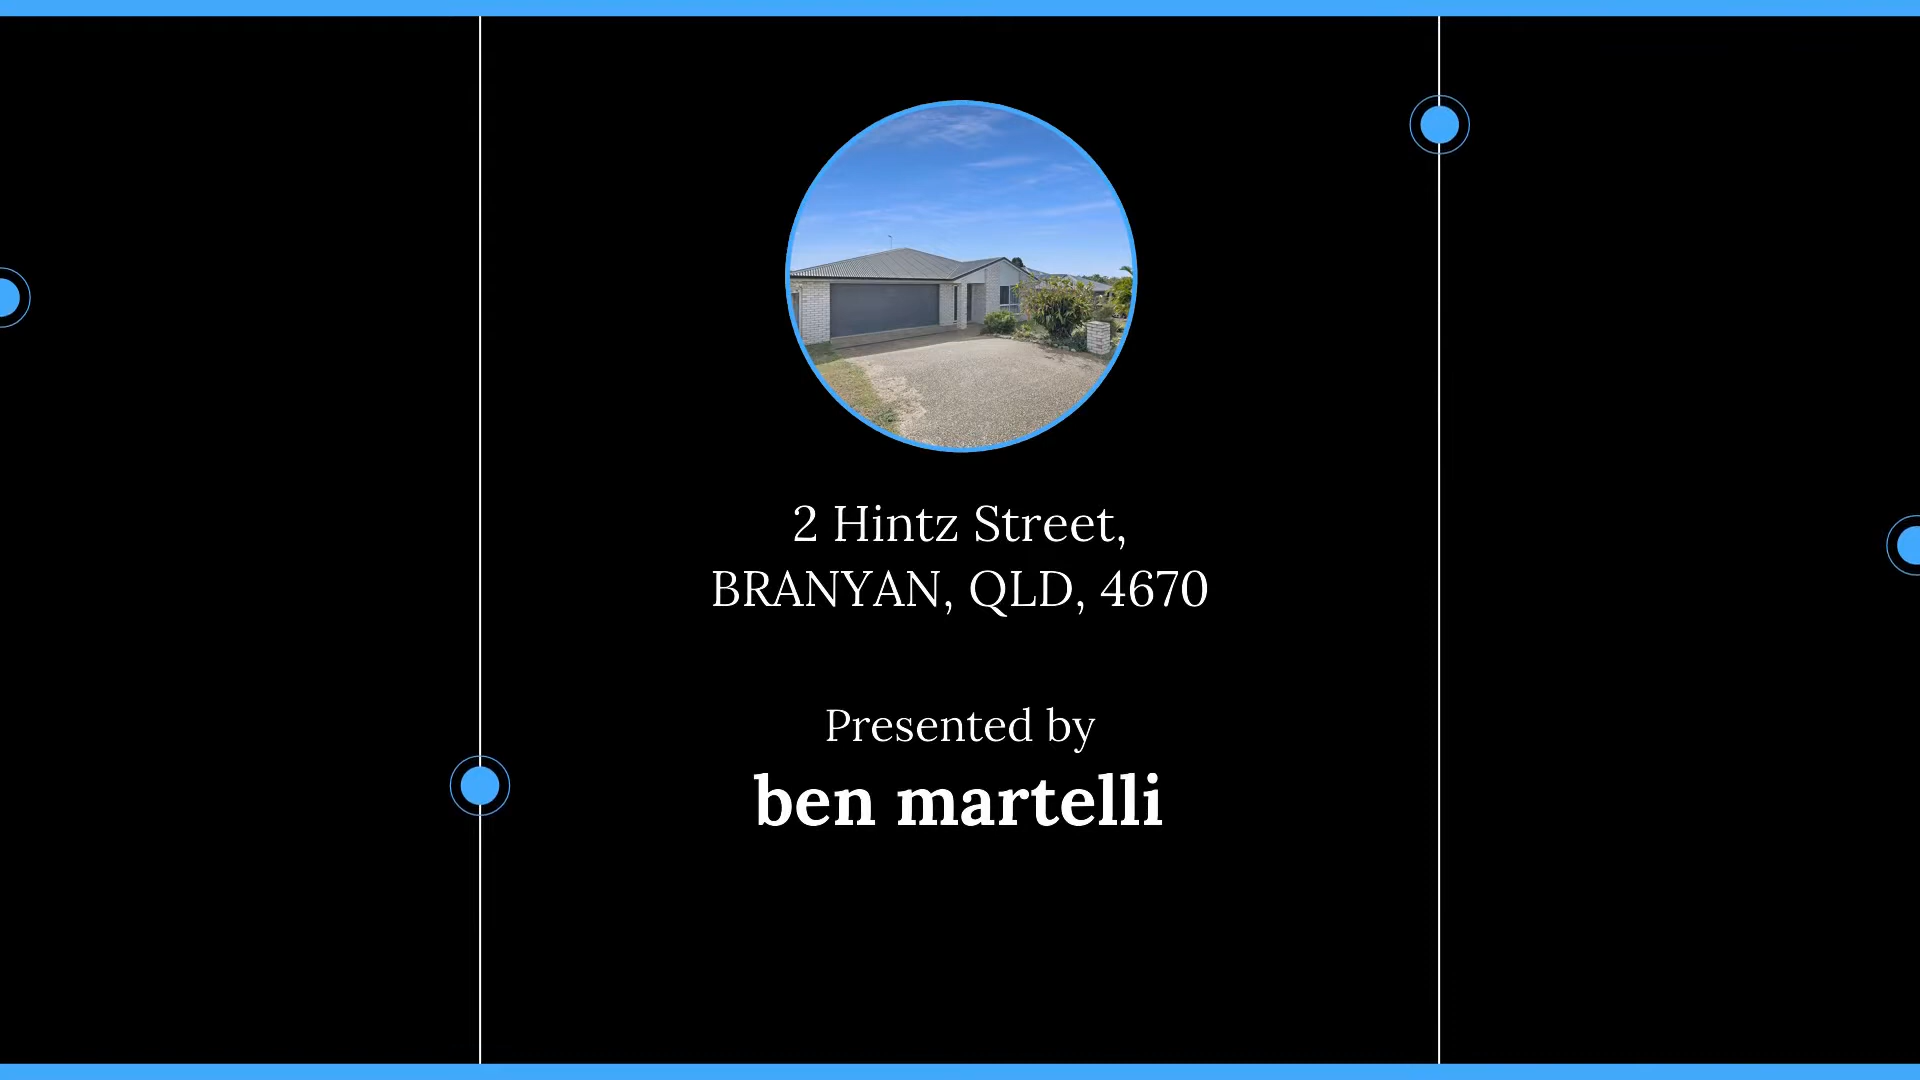 2 Hintz Street,
BRANYAN, QLD, 4670
Presented by
ben martelli